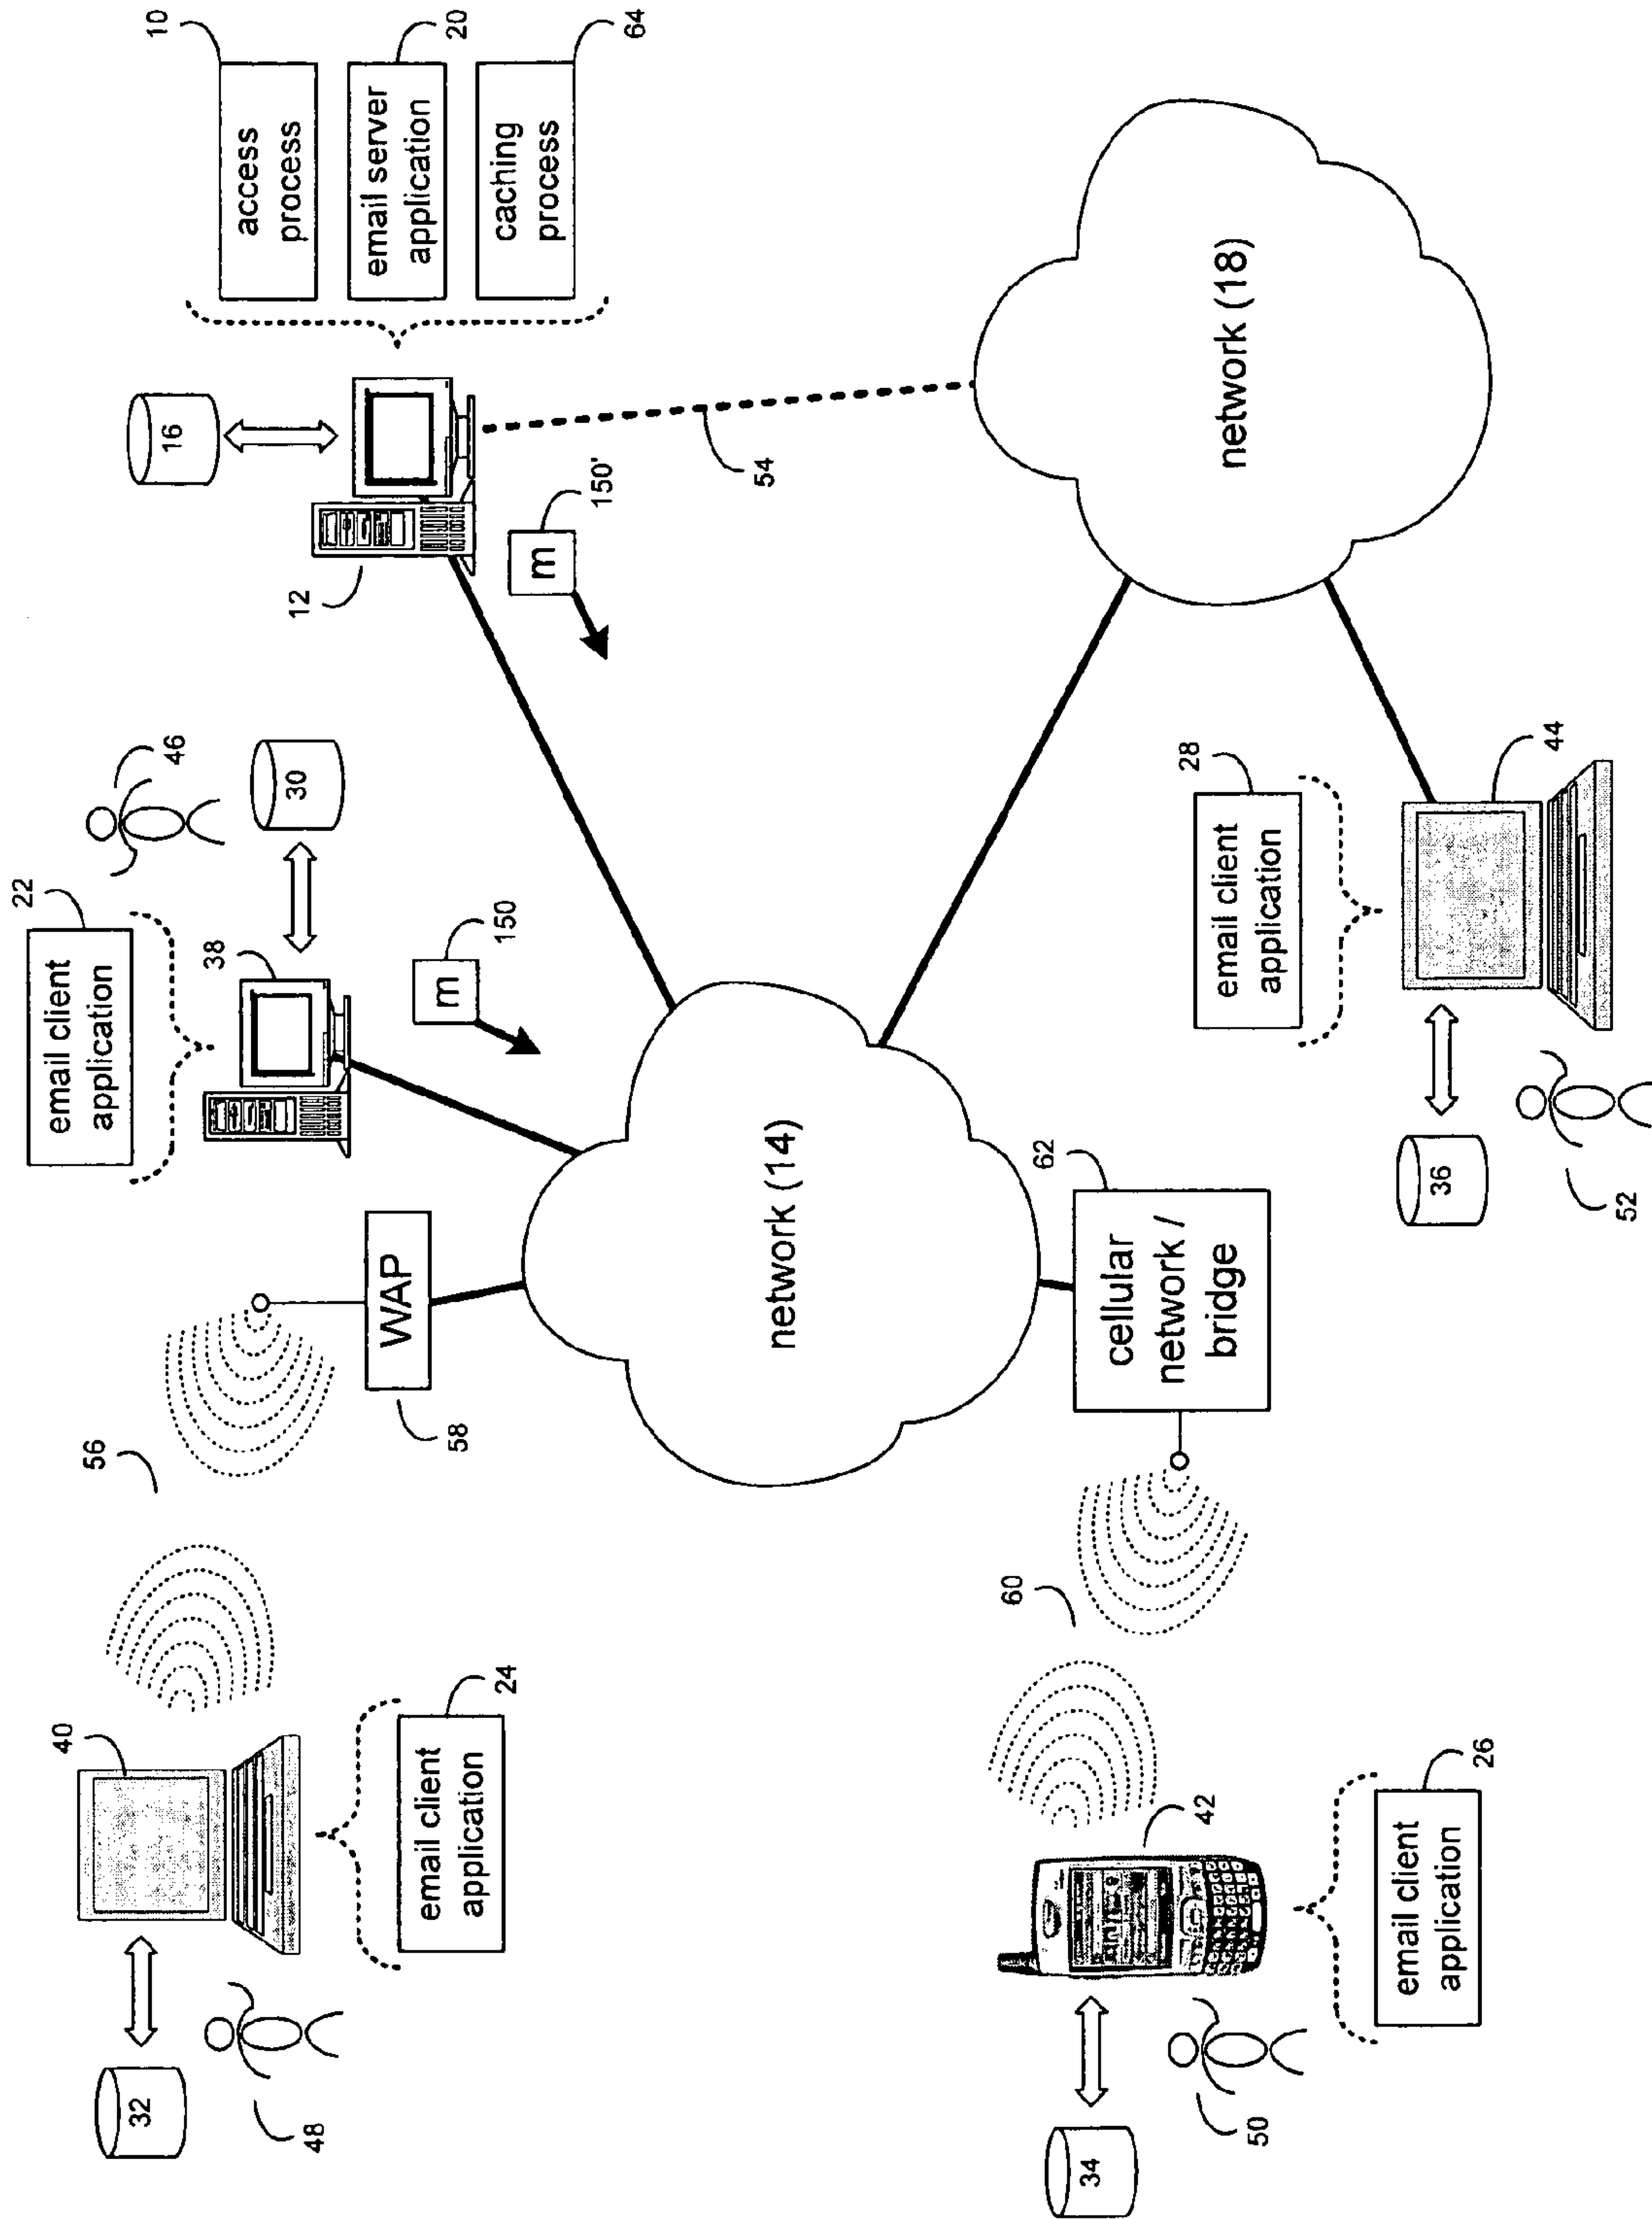 32
48
40
email client
application
24
56
WAP
58
email client
application
22
38
46
30
m
150
16
12
m
150'
access
process
10
email server
application
20
caching
process
64
54
34
50
42
email client
application
26
60
network (14)
cellular
network /
bridge
62
36
52
email client
application
28
44
network (18)